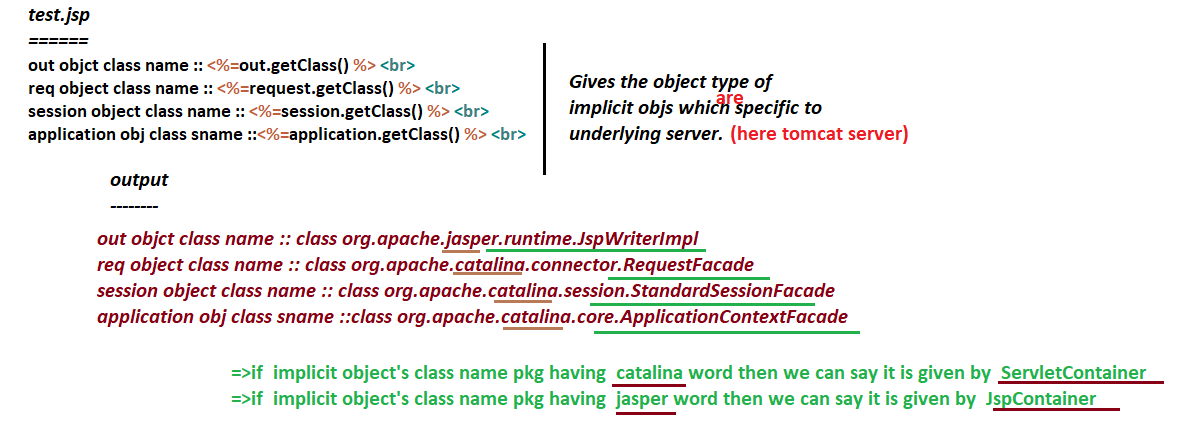 test.jsp
======
out objct class name :: <%=out.getClass() %> <br>
req object class name :: <%=request.getClass() %> <br>
session object class name :: <%=session.getClass() %> <br>
application obj class sname ::<%=application.getClass() %> <br>
Gives the object type of
are
implicit objs which specific to
underlying server. (here tomcat server)
output
--------
out objct class name :: class org.apache.jasper.runtime.JspWriterImpl
req object class name :: class org.apache.catalina.connector.RequestFacade
session object class name :: class org.apache.catalina.session.StandardSessionFacade
application obj class sname ::class org.apache.catalina.core.ApplicationContextFacade
=>if implicit object's class name pkg having catalina word then we can say it is given by ServletContainer
=>if implicit object's class name pkg having jasper word then we can say it is given by JspContainer